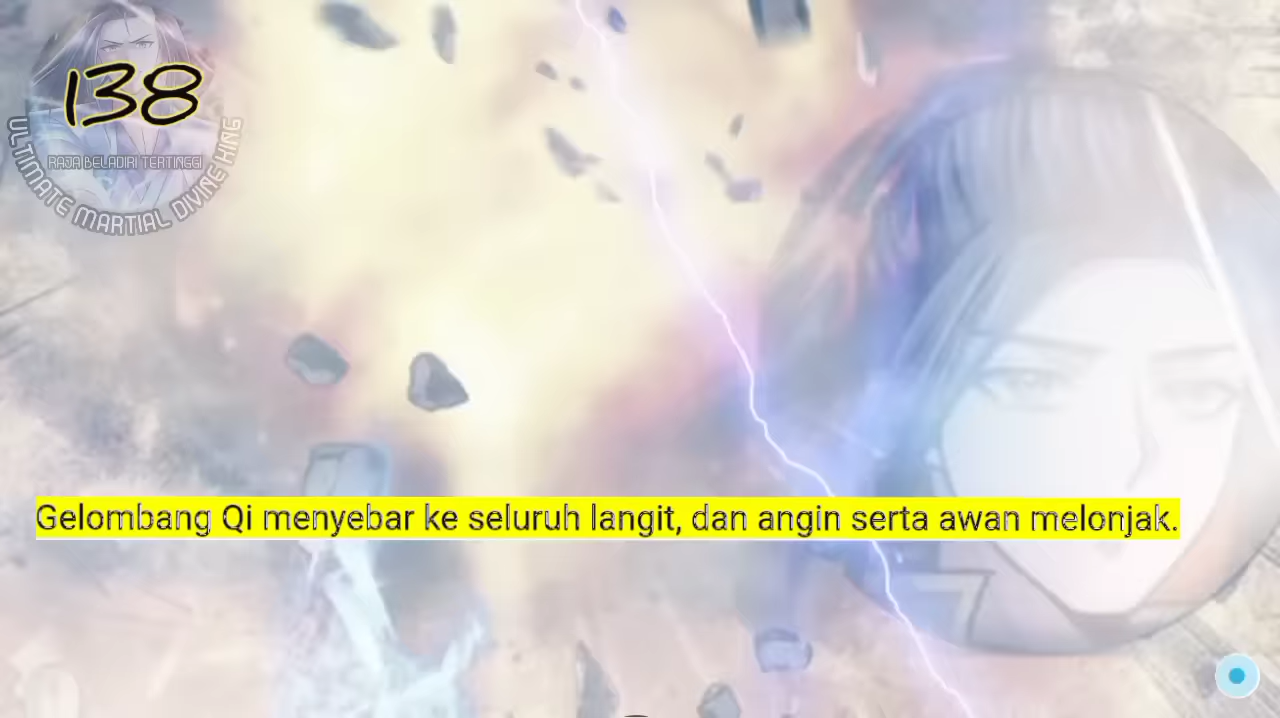 138
RAJA BELADIRI TERTINGGI
ULTIMATE MARTIAL DIVINE KING
Gelombang Qi menyebar ke seluruh langit, dan angin serta awan melonjak.